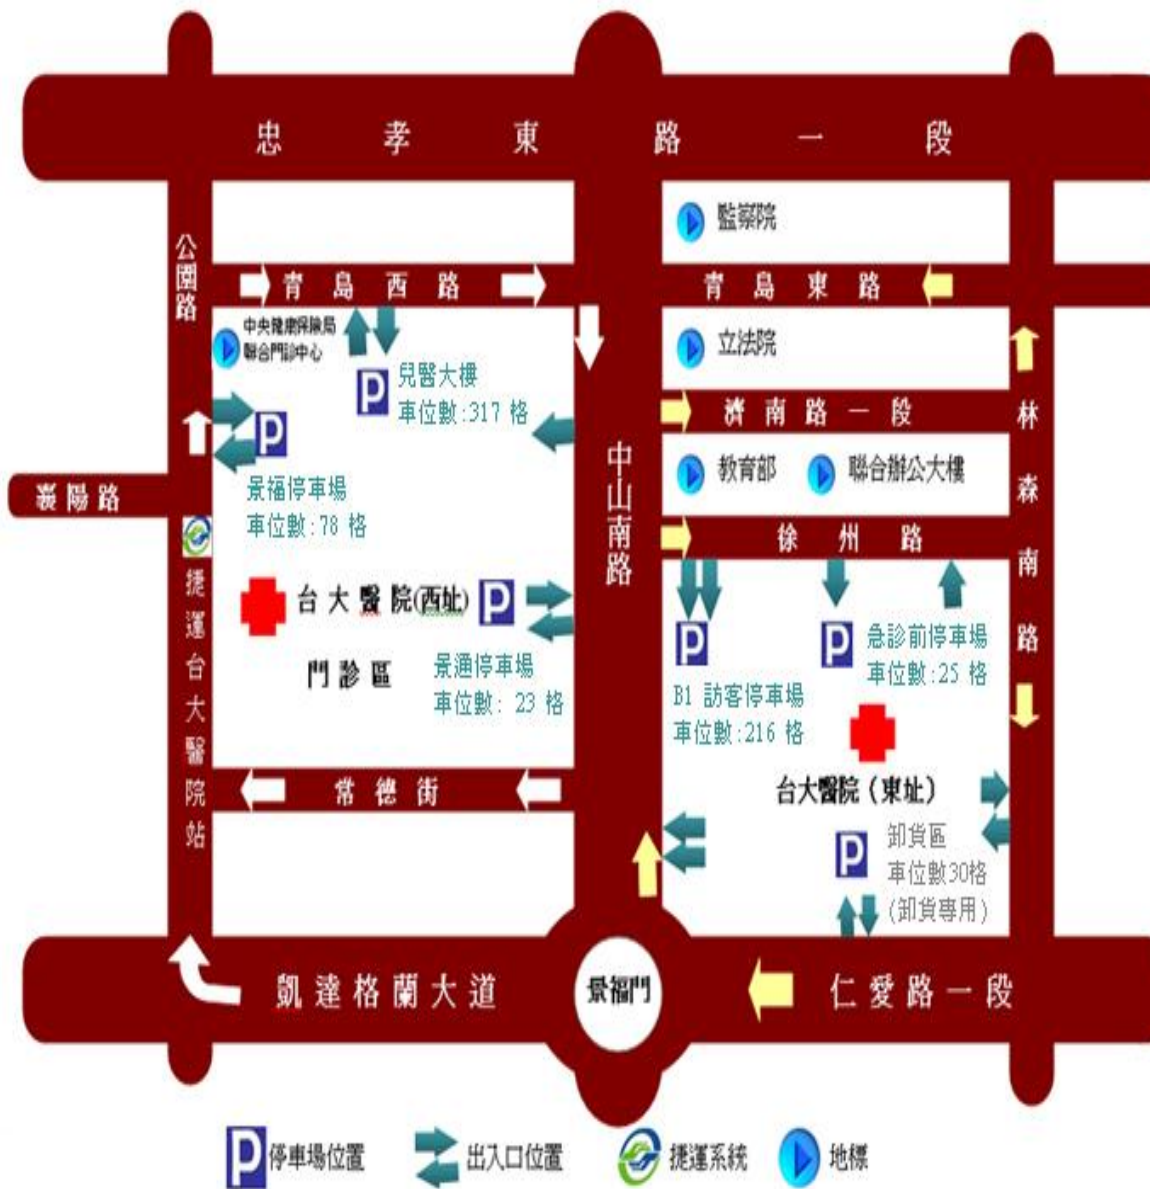 忠孝東路一段
公園路
監察院
青島西路
青島東路
中央健康保險局
聯合門診中心
立法院
兒醫大樓
車位數:317 格
濟南路一段
林森南路
中山南路
教育部
聯合辦公大樓
襄陽路
景福停車場
車位數:78 格
徐州路
捷運台大醫院站
台大醫院(西址)
門診區
景通停車場
車位數: 23 格
急診前停車場
車位數:25 格
B1 訪客停車場
車位數:216 格
台大醫院(東址)
常德街
卸貨區
車位數30格
(卸貨專用)
凱達格蘭大道
景福門
仁愛路一段
P停車場位置
出入口位置
捷運系統
地標